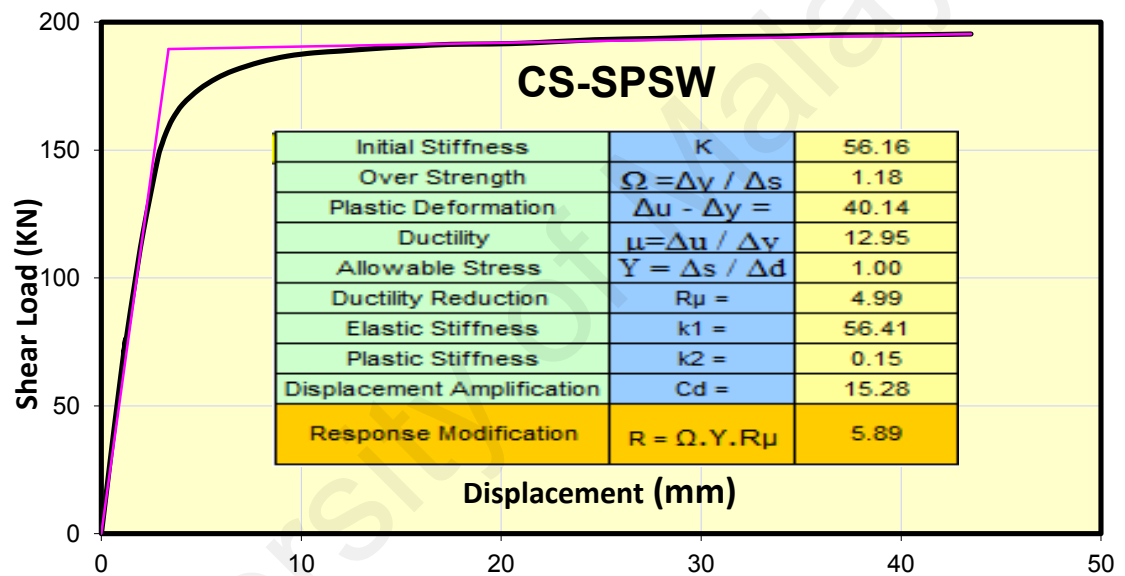 200
150
100
50
0
Shear Load (KN)
CS-SPSW
Initial Stiffness K 56.16
Over Strength Ω =Δy / Δs 1.18
Plastic Deformation Δu - Δy = 40.14
Ductility μ=Δu / Δy 12.95
Allowable Stress Y = Δs / Δd 1.00
Ductility Reduction Rμ = 4.99
Elastic Stiffness k1 = 56.41
Plastic Stiffness k2 = 0.15
Displacement Amplification Cd = 15.28
Response Modification R = Ω.Y.Rμ 5.89
Displacement (mm)
0 10 20 30 40 50
ersity of Malay